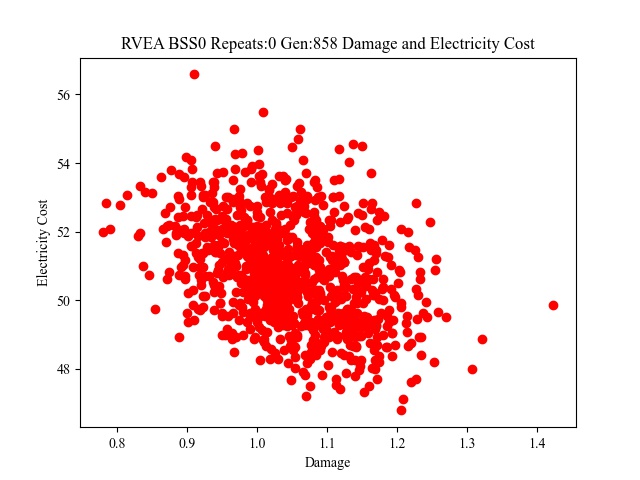 RVEA BSS0 Repeats:0 Gen:858 Damage and Electricity Cost
56
54
52
50
48
Electricity Cost
0.8 0.9 1.0 1.1 1.2 1.3 1.4
Damage